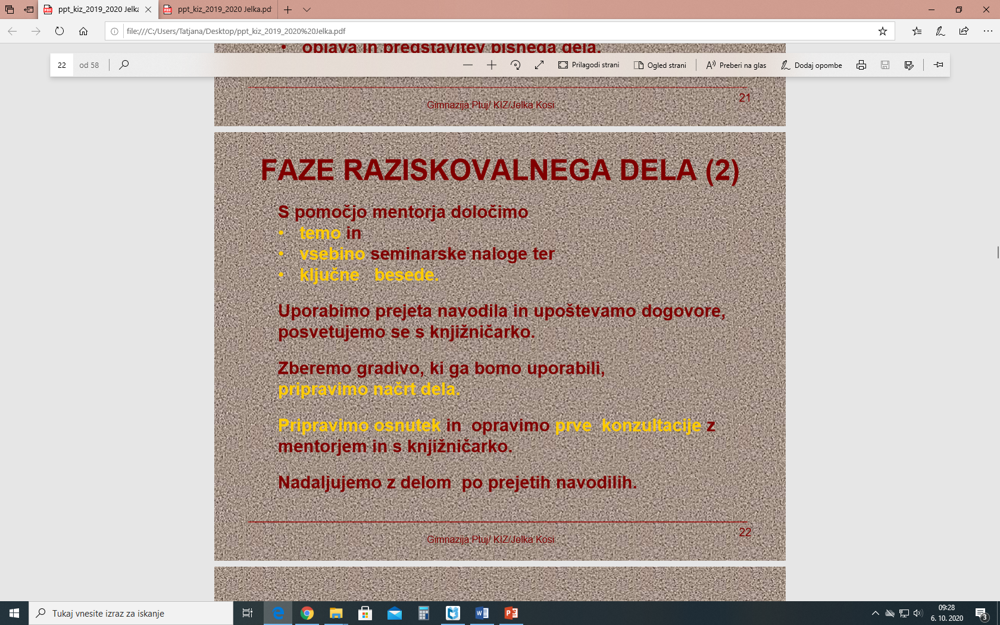 ppt_kiz_2019_2020 Jelka
ppt_kiz_2019_2020 Jelka.pdf
file:///C:/Users/Tatjana/Desktop/ppt_kiz_2019_2020%20Jelka.pdf
• objava in predstavitev pisnega dela.
22 od 58
Prilagodi strani
Ogled strani
Preberi na glas
Dodaj opombe
21
Gimnazija Ptuj/ KIZ/Jelka Kosi
FAZE RAZISKOVALNEGA DELA (2)
S pomočjo mentorja določimo
• temo in
• vsebino seminarske naloge ter
• ključne besede.
Uporabimo prejeta navodila in upoštevamo dogovore,
posvetujemo se s knjižničarko.
Zberemo gradivo, ki ga bomo uporabili,
pripravimo načrt dela.
Pripravimo osnutek in opravimo prve konzultacije z
mentorjem in s knjižničarko.
Nadaljujemo z delom po prejetih navodilih.
22
Gimnazija Ptuj/ KIZ/Jelka Kosi
Tukaj vnesite izraz za iskanje
09:28
6. 10. 2020
3